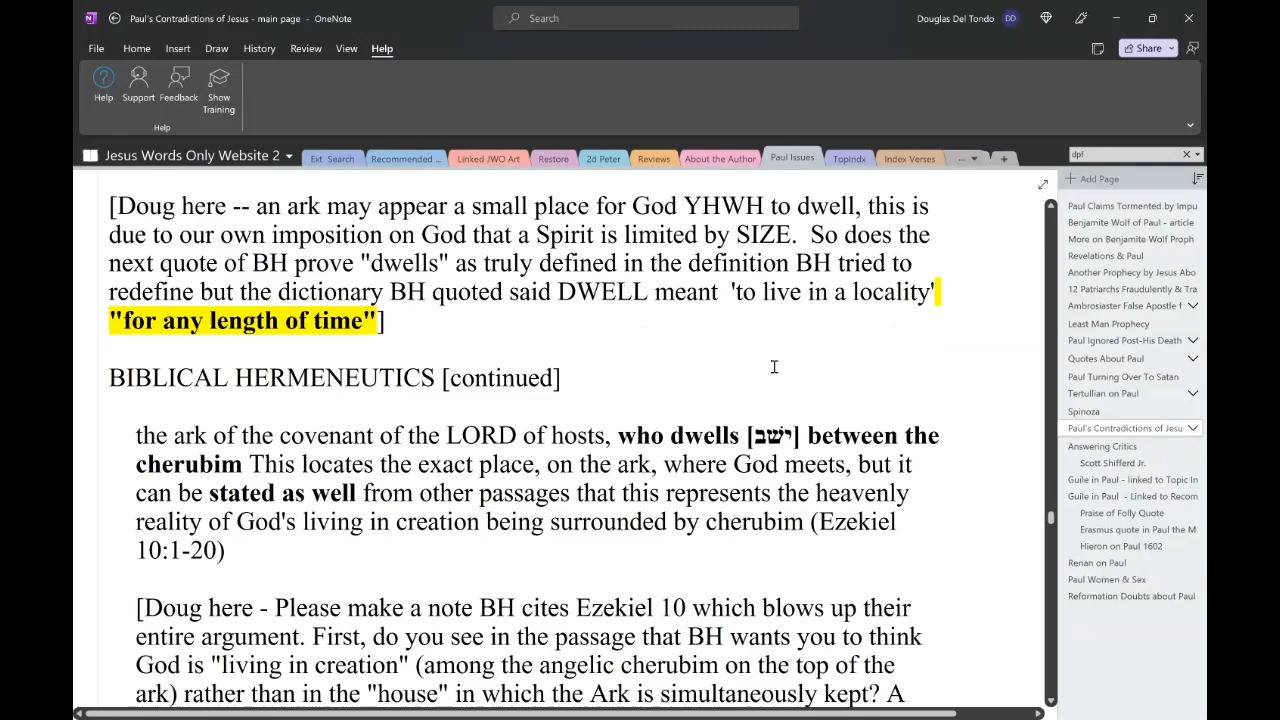 Paul's Contradictions of Jesus - main page - OneNote
Search
Douglas Del Tondo DD
File Home Insert Draw History Review View Help
Share
Help Support Feedback Show Training
Help
Jesus Words Only Website 2
Ext Search Recommended ... Linked JWO Art Restore 2d Peter Reviews About the Author Paul Issues TopIndx Index Verses ... +
dpf
[Doug here -- an ark may appear a small place for God YHWH to dwell, this is
due to our own imposition on God that a Spirit is limited by SIZE.  So does the
next quote of BH prove "dwells" as truly defined in the definition BH tried to
redefine but the dictionary BH quoted said DWELL meant  'to live in a locality'
"for any length of time"]
BIBLICAL HERMENEUTICS [continued]
the ark of the covenant of the LORD of hosts, who dwells [ישׁב] between the
cherubim This locates the exact place, on the ark, where God meets, but it
can be stated as well from other passages that this represents the heavenly
reality of God's living in creation being surrounded by cherubim (Ezekiel
10:1-20)
[Doug here - Please make a note BH cites Ezekiel 10 which blows up their
entire argument. First, do you see in the passage that BH wants you to think
God is "living in creation" (among the angelic cherubim on the top of the
ark) rather than in the "house" in which the Ark is simultaneously kept? A
Add Page
Paul Claims Tormented by Impu
Benjamite Wolf of Paul - article
More on Benjamite Wolf Proph
Revelations & Paul
Another Prophecy by Jesus Abo
12 Patriarchs Fraudulently & Tra
Ambrosiaster False Apostle f
Least Man Prophecy
Paul Ignored Post-His Death
Quotes About Paul
Paul Turning Over To Satan
Tertullian on Paul
Spinoza
Paul's Contradictions of Jesu
Answering Critics
Scott Shifferd Jr.
Guile in Paul - linked to Topic In
Guile in Paul - Linked to Recom
Praise of Folly Quote
Erasmus quote in Paul the M
Hieron on Paul 1602
Renan on Paul
Paul Women & Sex
Reformation Doubts about Paul